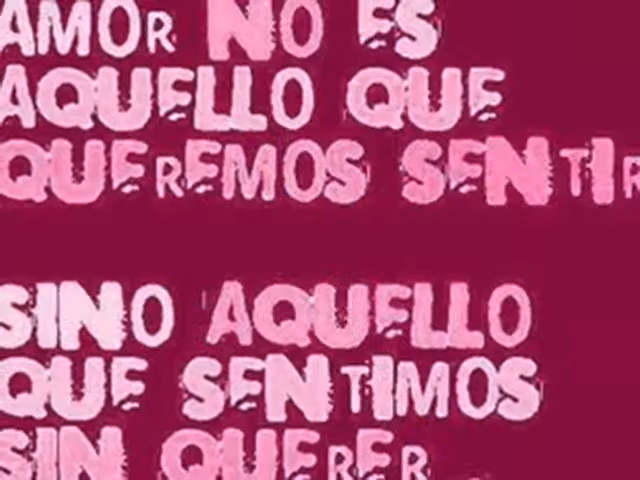 AMOR NO ES
AQUELLO QUE
QUEREMOS SENTIR
SINO AQUELLO
QUE SENTIMOS
SIN QUERER